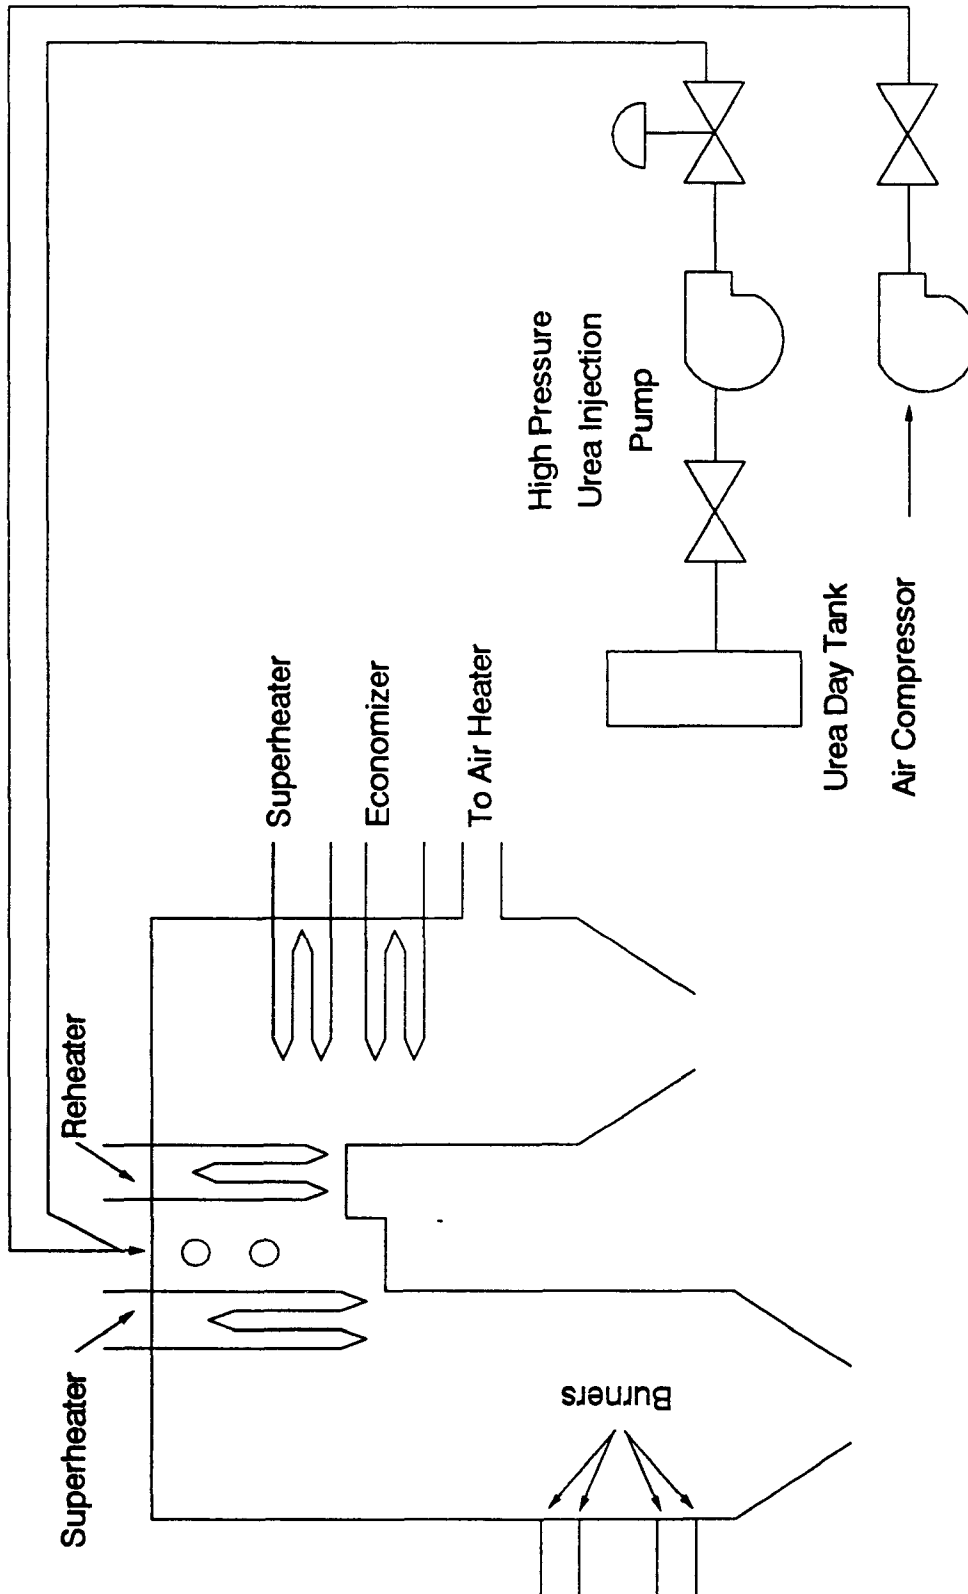 Superheater
Reheater
Superheater
Economizer
To Air Heater
Burners
High Pressure
Urea Injection
Pump
Urea Day Tank
Air Compressor